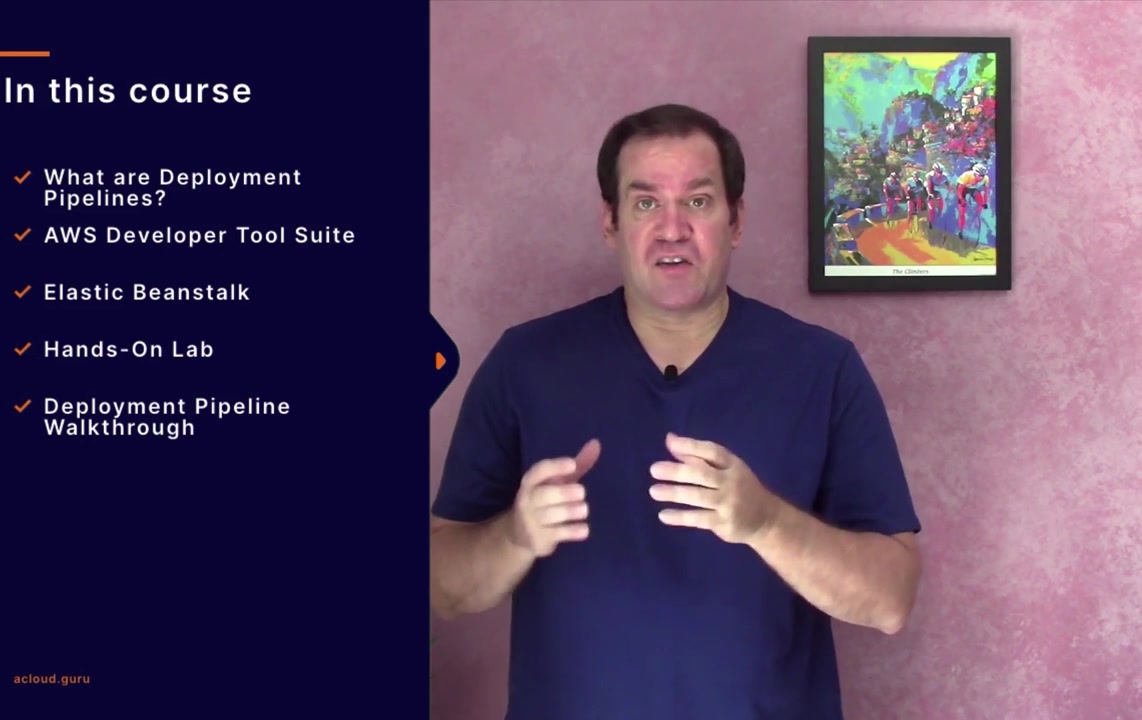 In this course
What are Deployment
Pipelines?
AWS Developer Tool Suite
Elastic Beanstalk
Hands-On Lab
Deployment Pipeline
Walkthrough
acloud.guru
The Climbers